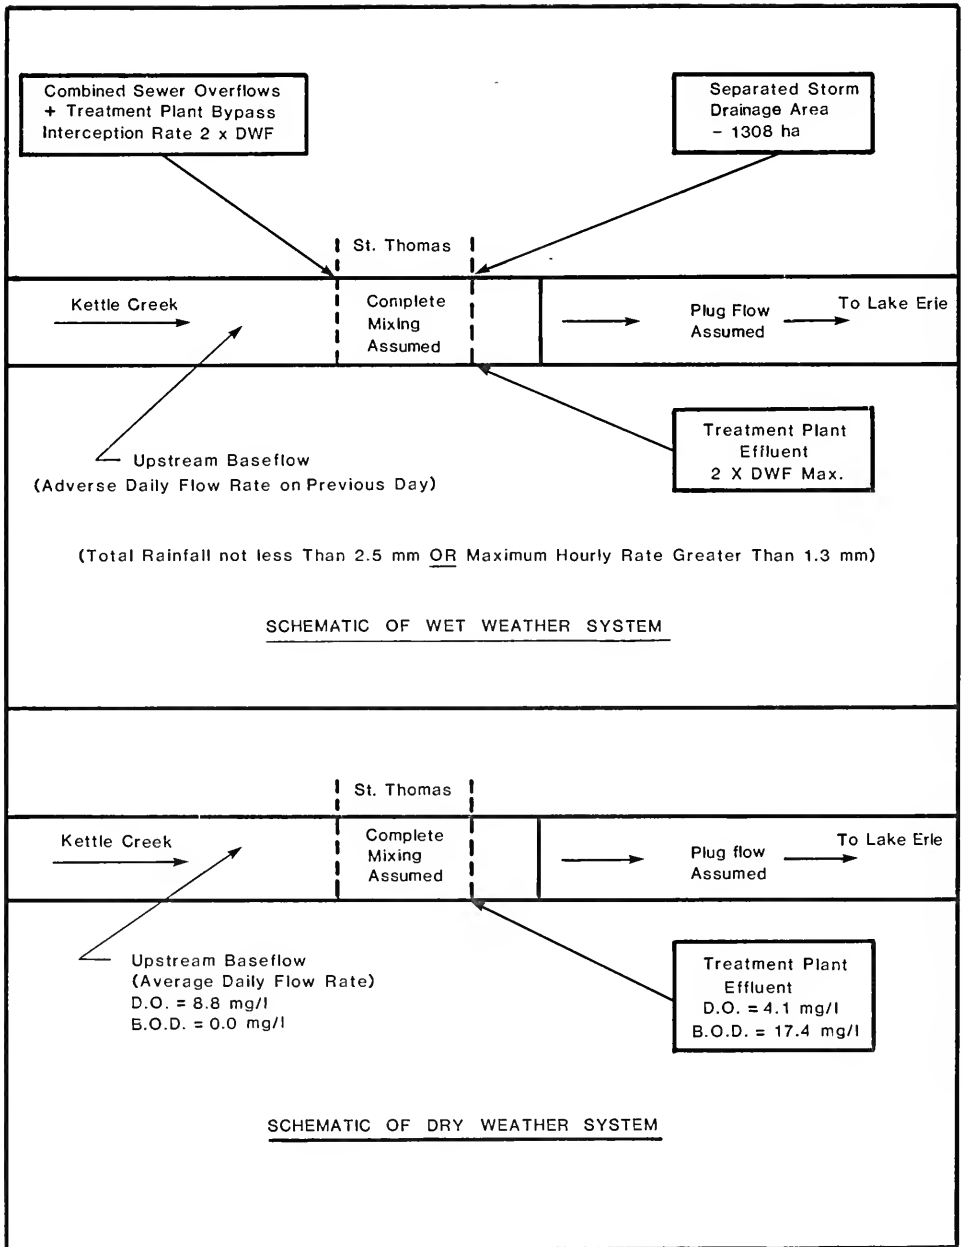 Combined Sewer Overflows
+ Treatment Plant Bypass
Interception Rate 2 x DWF
Separated Storm
Drainage Area
- 1308 ha
St. Thomas
Kettle Creek
Complete
Mixing
Assumed
Plug Flow
Assumed
To Lake Erie
Upstream Baseflow
(Adverse Daily Flow Rate on Previous Day)
Treatment Plant
Effluent
2 X DWF Max.
(Total Rainfall not less Than 2.5 mm OR Maximum Hourly Rate Greater Than 1.3 mm)
SCHEMATIC OF WET WEATHER SYSTEM
St. Thomas
Kettle Creek
Complete
Mixing
Assumed
Plug flow
Assumed
To Lake Erie
Upstream Baseflow
(Average Daily Flow Rate)
D.O. = 8.8 mg/l
B.O.D. = 0.0 mg/l
Treatment Plant
Effluent
D.O. = 4.1 mg/l
B.O.D. = 17.4 mg/l
SCHEMATIC OF DRY WEATHER SYSTEM